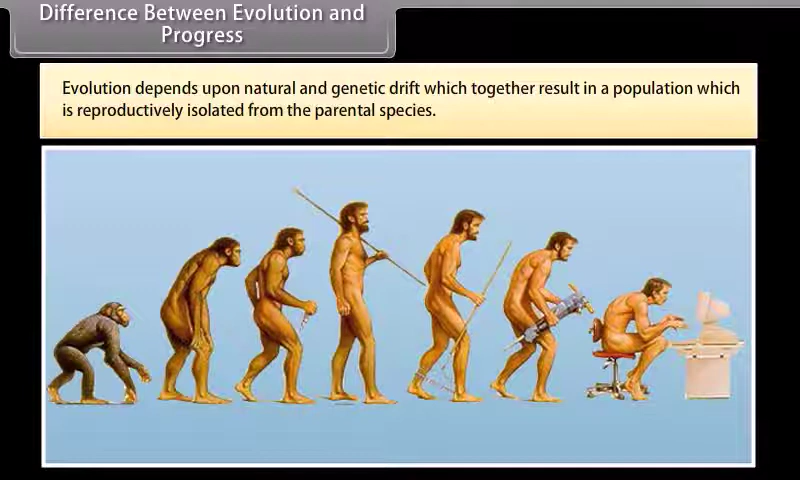 Difference Between Evolution and
Progress
Evolution depends upon natural and genetic drift which together result in a population which
is reproductively isolated from the parental species.